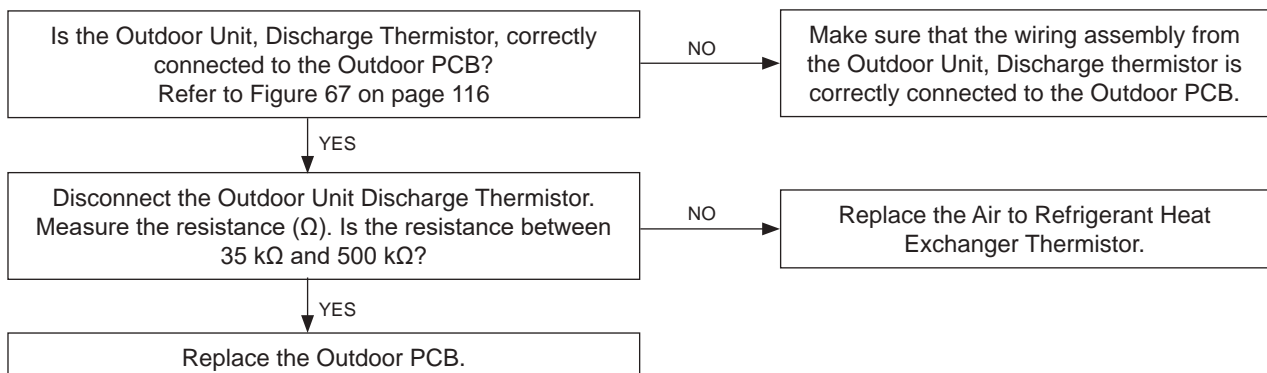 Is the Outdoor Unit, Discharge Thermistor, correctly
connected to the Outdoor PCB?
Refer to Figure 67 on page 116
NO
Make sure that the wiring assembly from
the Outdoor Unit, Discharge thermistor is
correctly connected to the Outdoor PCB.
YES
Disconnect the Outdoor Unit Discharge Thermistor.
Measure the resistance (Ω). Is the resistance between
35 kΩ and 500 kΩ?
NO
Replace the Air to Refrigerant Heat
Exchanger Thermistor.
YES
Replace the Outdoor PCB.